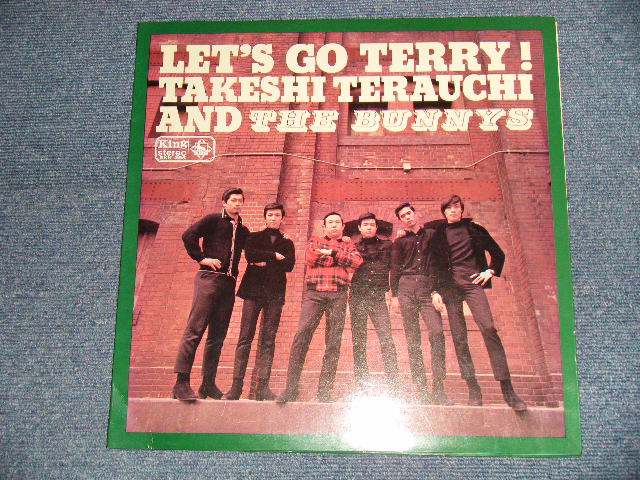 LET'S GO TERRY!
TAKESHI TERAUCHI
AND THE BUNNYS
King
stereo